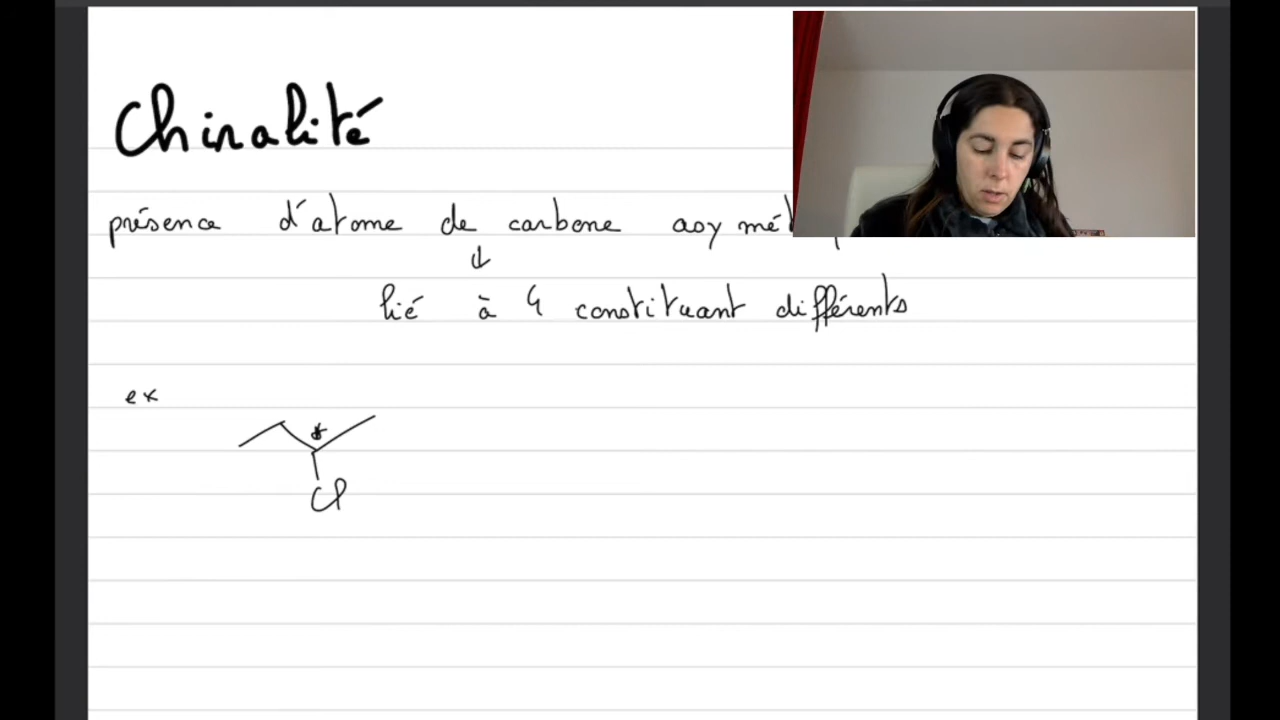 Chiralité
présence d'atome de carbone asymét
↓
lié à 4 constituant différents
ex
*
Cl